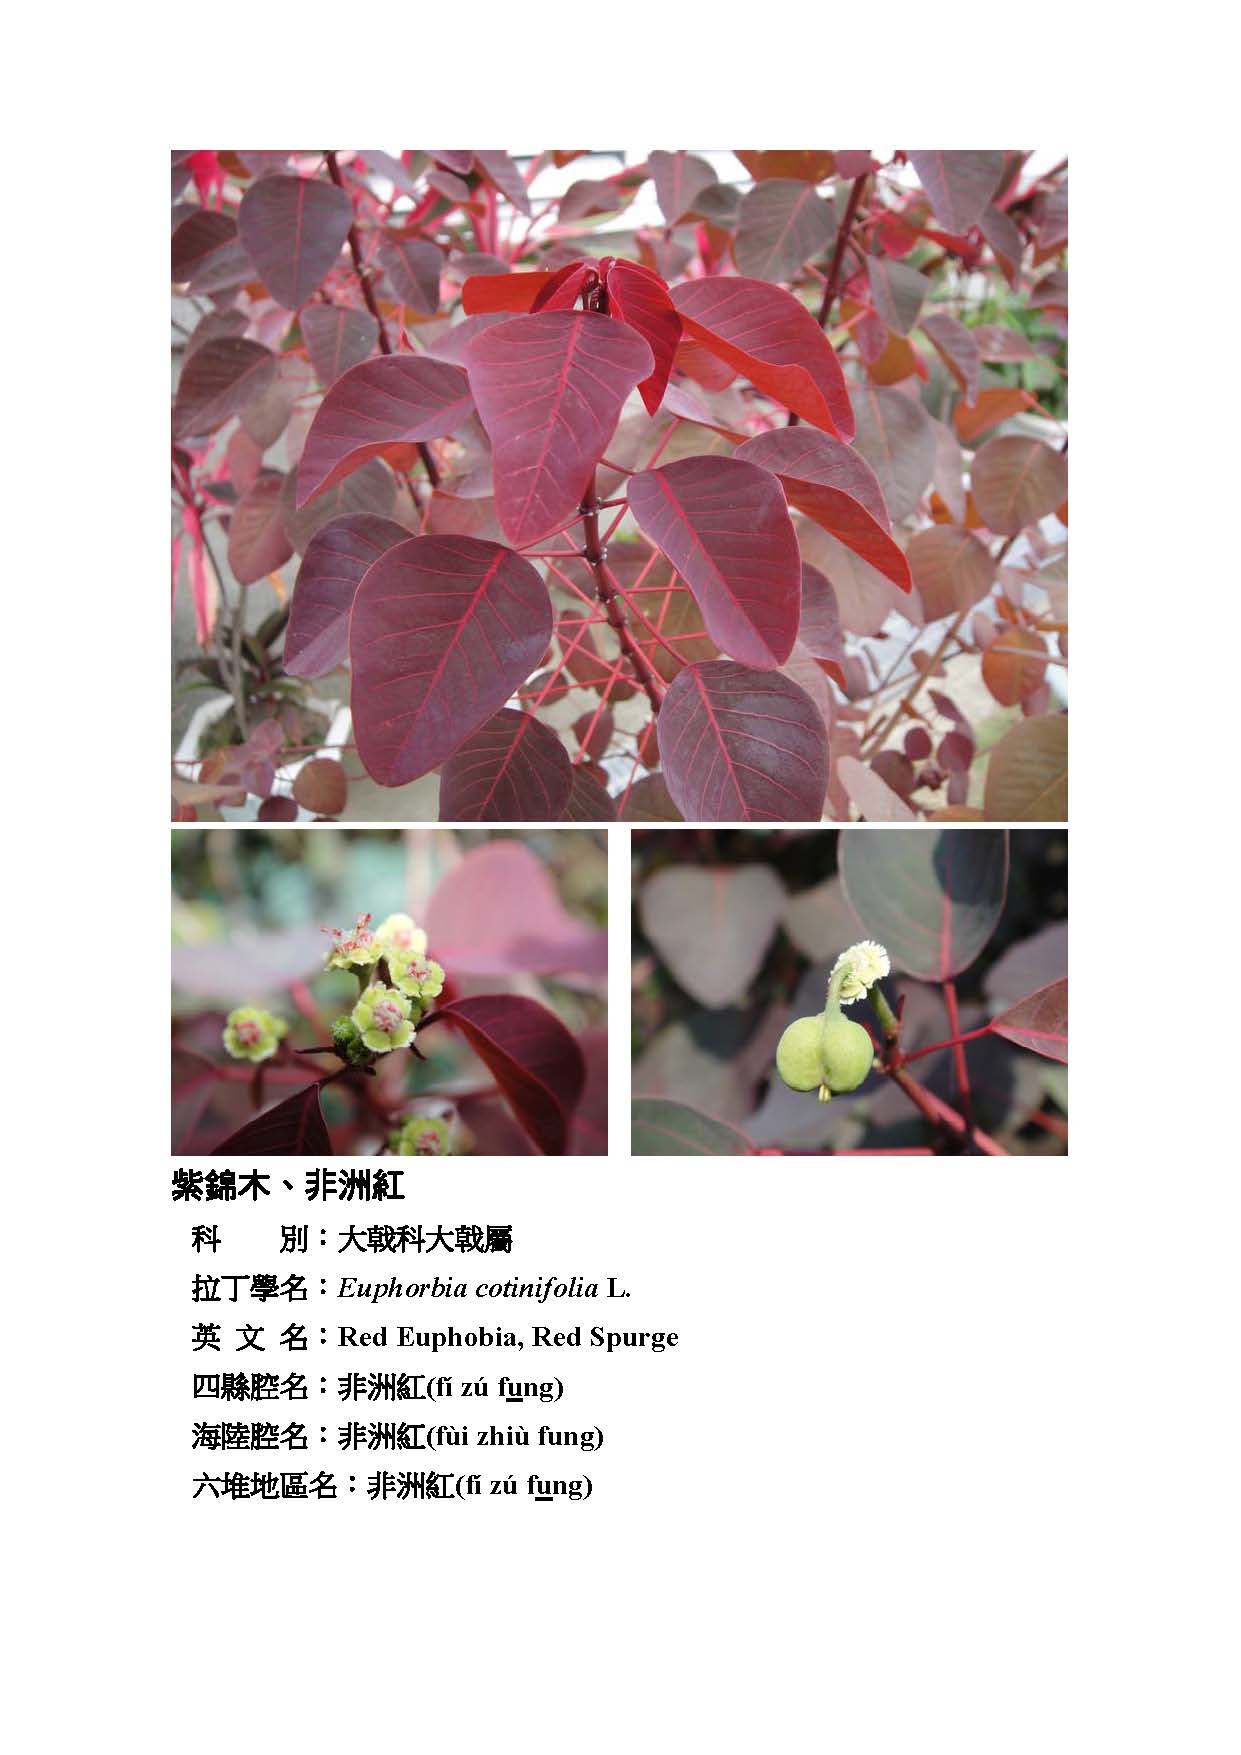 紫錦木、非洲紅
科　　別：大戟科大戟屬
拉丁學名：Euphorbia cotinifolia L.
英 文 名：Red Euphobia, Red Spurge
四縣腔名：非洲紅(fí zú fung)
海陸腔名：非洲紅(fùi zhiù fung)
六堆地區名：非洲紅(fí zú fung)